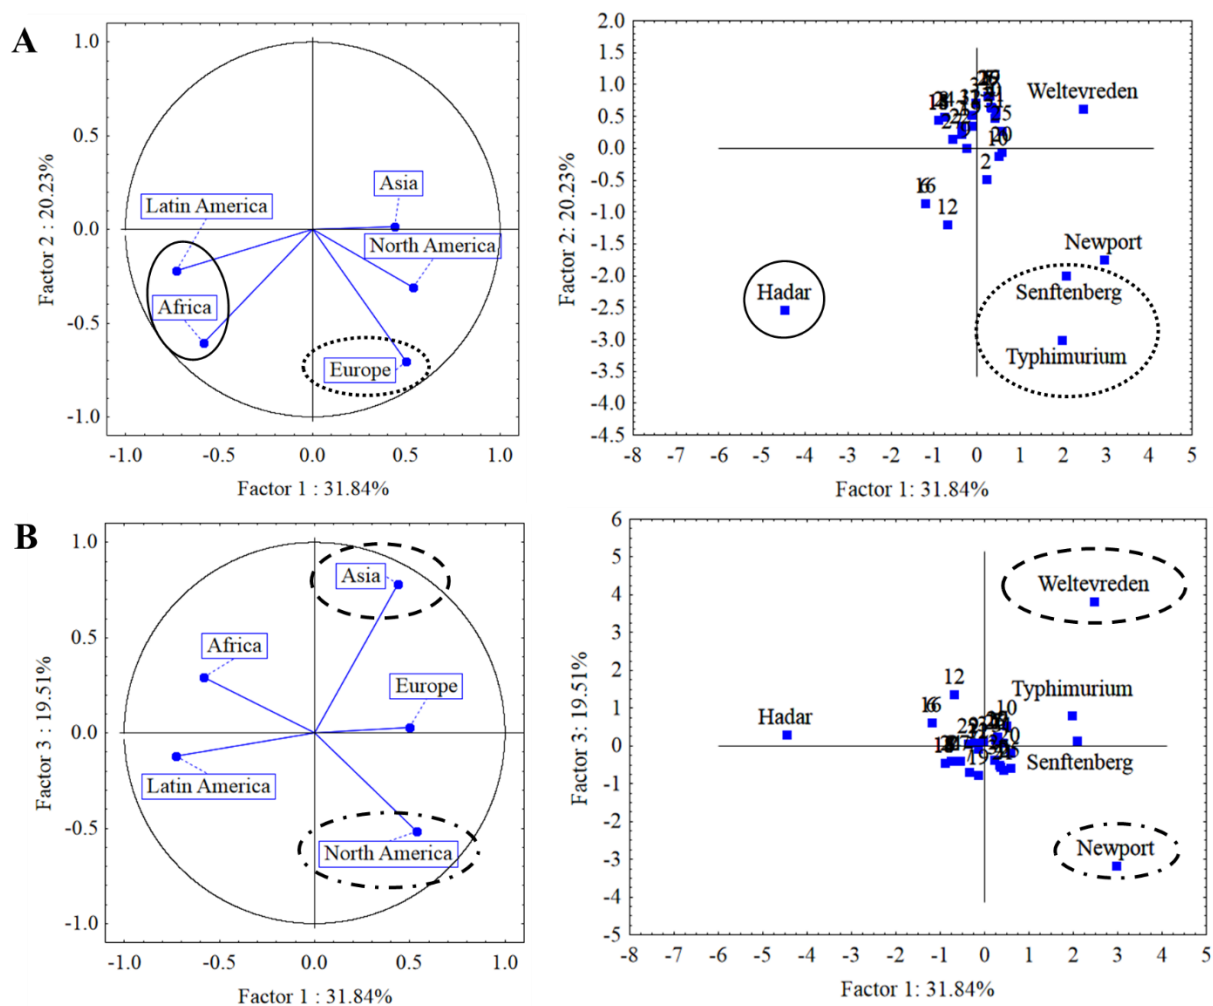 A
1.0
0.5
0.0
-0.5
-1.0
Factor 2 : 20.23%
Asia
Latin America
North America
Africa
Europe
-1.0 -0.5 0.0 0.5 1.0
Factor 1 : 31.84%
2.0
1.5
1.0
0.5
0.0
-0.5
-1.0
-1.5
-2.0
-2.5
-3.0
-3.5
-4.0
-4.5
Factor 2: 20.23%
Weltevreden
20
10
2
12
Newport
Hadar
Senftenberg
Typhimurium
-8 -7 -6 -5 -4 -3 -2 -1 0 1 2 3 4 5
Factor 1: 31.84%
B
1.0
0.5
0.0
-0.5
-1.0
Factor 3 : 19.51%
Asia
Africa
Europe
Latin America
North America
-1.0 -0.5 0.0 0.5 1.0
Factor 1 : 31.84%
6
5
4
3
2
1
0
-1
-2
-3
-4
-5
Factor 3: 19.51%
Weltevreden
12
Typhimurium
Hadar
10
19
Senftenberg
Newport
-8 -7 -6 -5 -4 -3 -2 -1 0 1 2 3 4 5
Factor 1: 31.84%